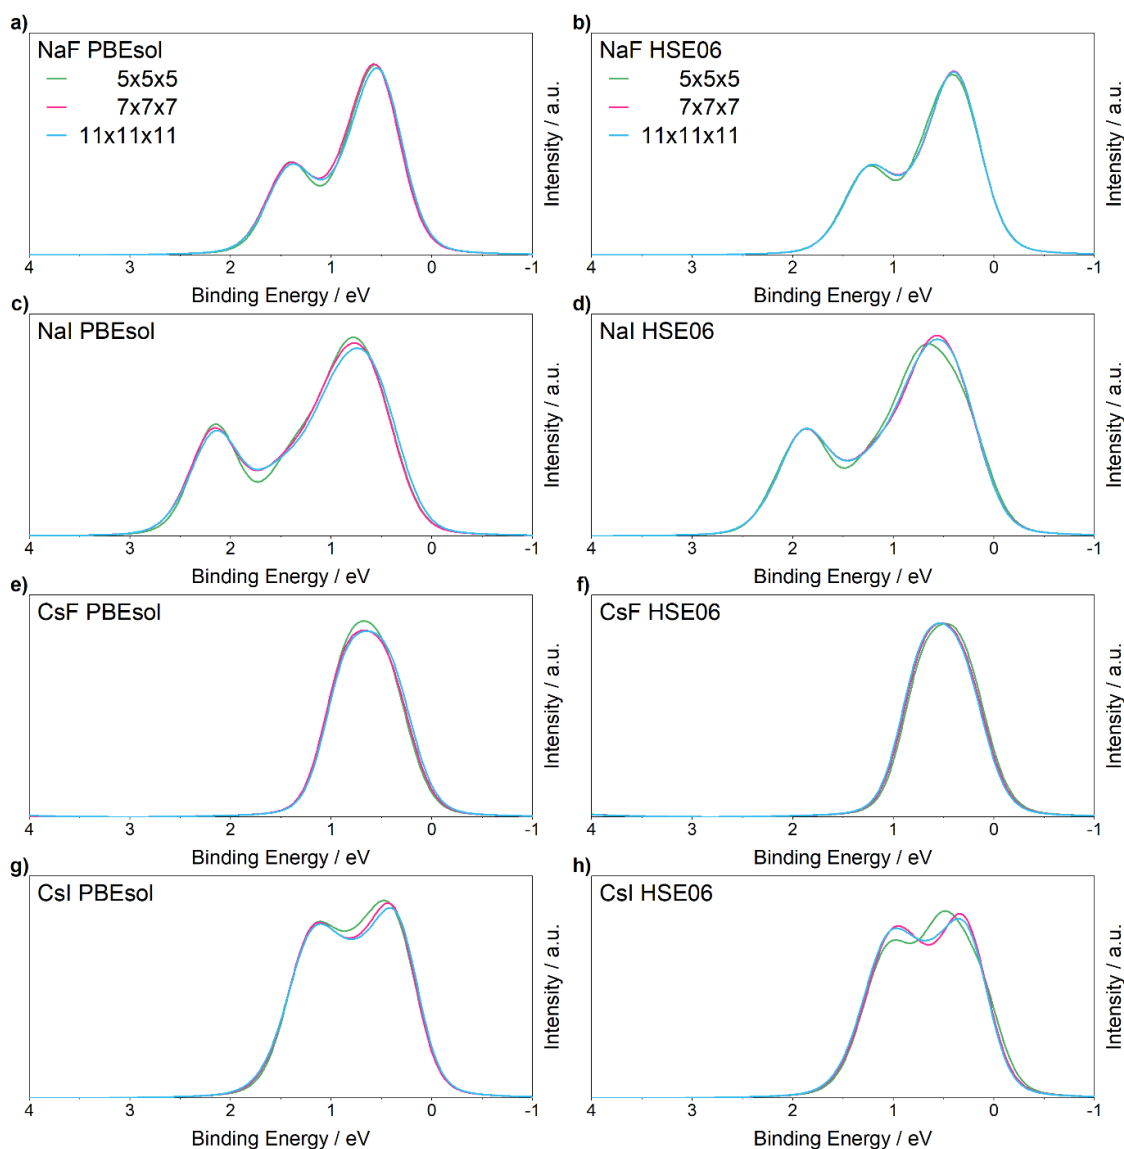 a)
NaF PBEsol
5x5x5
7x7x7
11x11x11
Intensity / a.u.
4 3 2 1 0 -1
Binding Energy / eV
b)
NaF HSE06
5x5x5
7x7x7
11x11x11
Intensity / a.u.
4 3 2 1 0 -1
Binding Energy / eV
c)
NaI PBEsol
Intensity / a.u.
4 3 2 1 0 -1
Binding Energy / eV
d)
NaI HSE06
Intensity / a.u.
4 3 2 1 0 -1
Binding Energy / eV
e)
CsF PBEsol
Intensity / a.u.
4 3 2 1 0 -1
Binding Energy / eV
f)
CsF HSE06
Intensity / a.u.
4 3 2 1 0 -1
Binding Energy / eV
g)
CsI PBEsol
Intensity / a.u.
4 3 2 1 0 -1
Binding Energy / eV
h)
CsI HSE06
Intensity / a.u.
4 3 2 1 0 -1
Binding Energy / eV